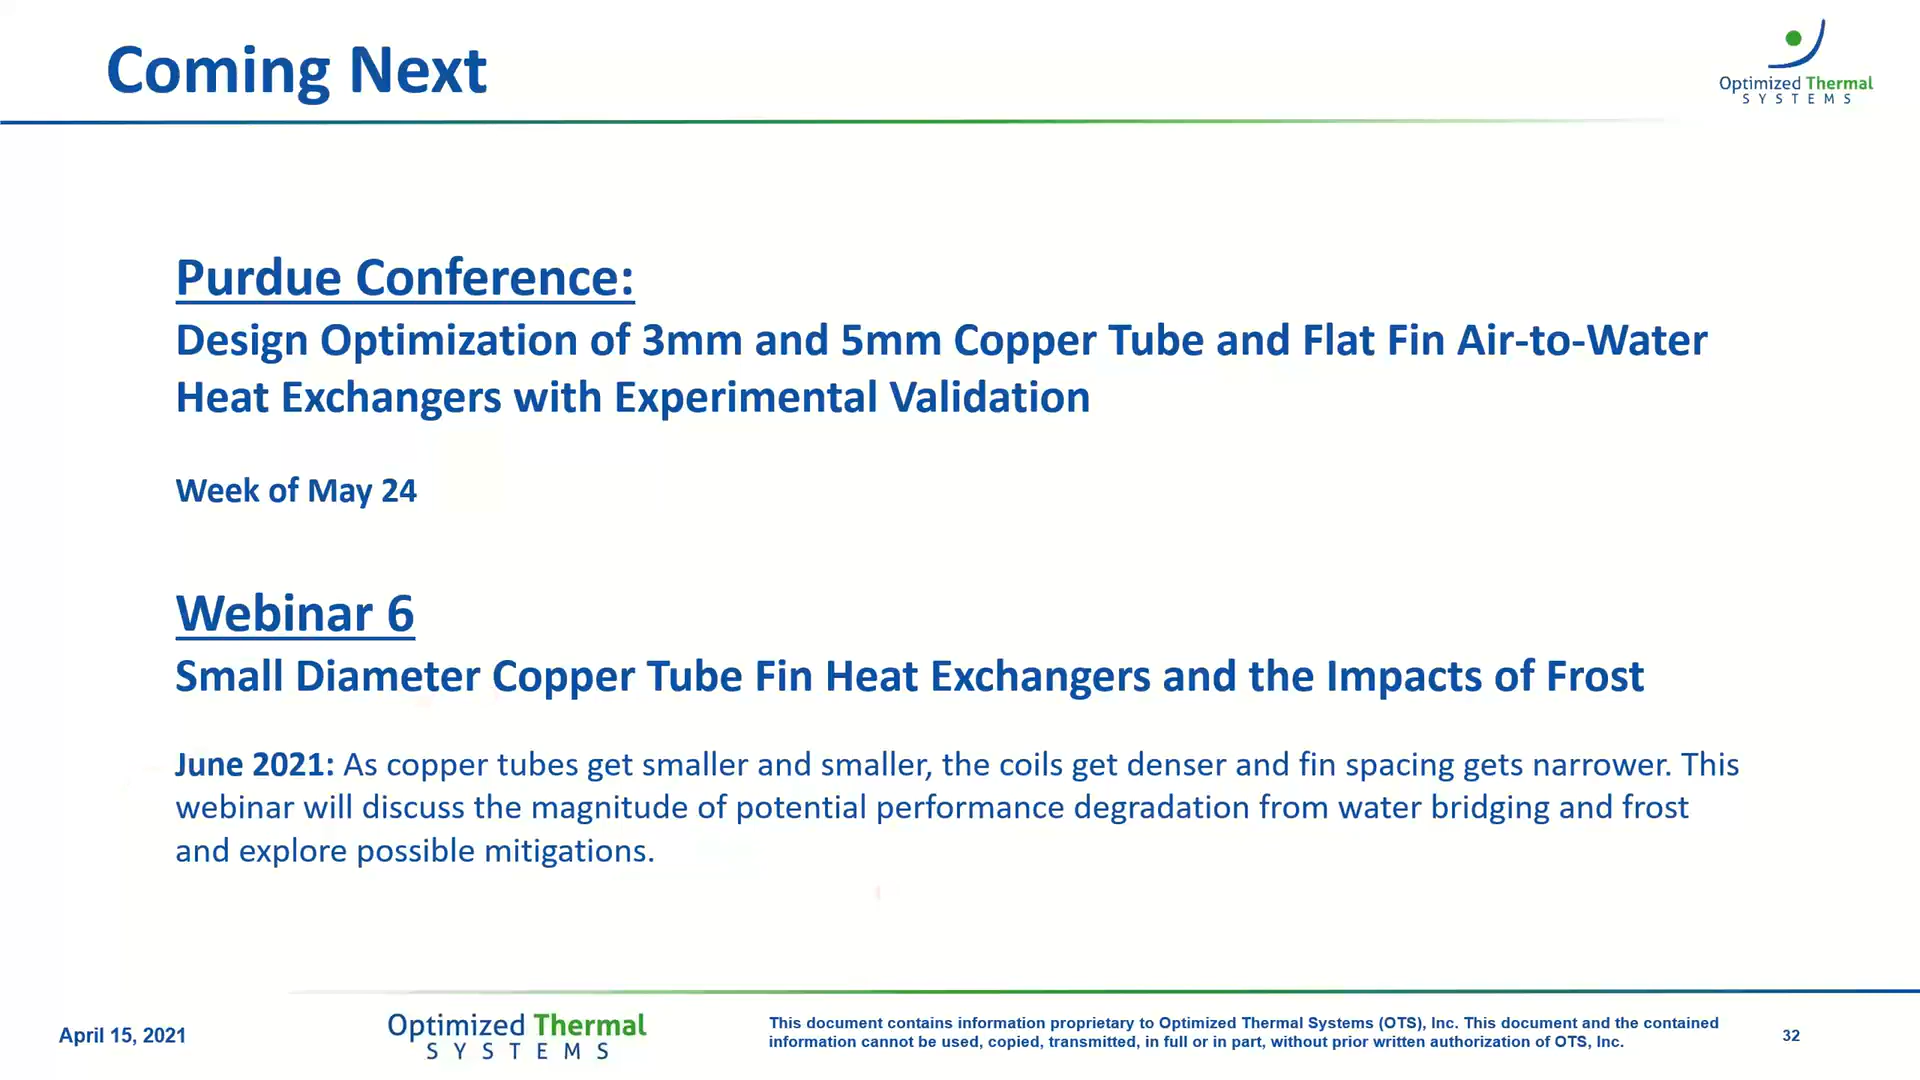 Coming Next
Optimized Thermal
SYSTEMS
Purdue Conference:
Design Optimization of 3mm and 5mm Copper Tube and Flat Fin Air-to-Water
Heat Exchangers with Experimental Validation
Week of May 24
Webinar 6
Small Diameter Copper Tube Fin Heat Exchangers and the Impacts of Frost
June 2021: As copper tubes get smaller and smaller, the coils get denser and fin spacing gets narrower. This
webinar will discuss the magnitude of potential performance degradation from water bridging and frost
and explore possible mitigations.
April 15, 2021
Optimized Thermal
SYSTEMS
This document contains information proprietary to Optimized Thermal Systems (OTS), Inc. This document and the contained
information cannot be used, copied, transmitted, in full or in part, without prior written authorization of OTS, Inc.
32